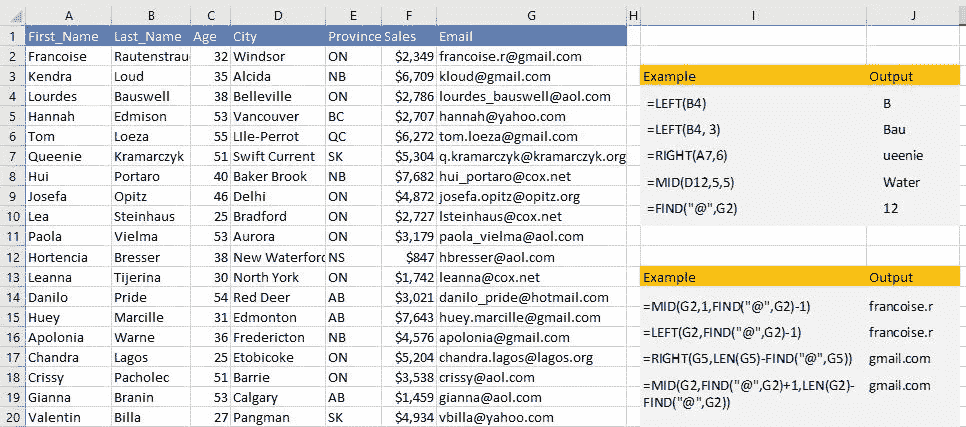 A B C D E F G H I J
1 First_Name Last_Name Age City Province Sales Email
2 Francoise Rautenstrau 32 Windsor ON $2,349 francoise.r@gmail.com
3 Kendra Loud 35 Alcida NB $6,709 kloud@gmail.com Example Output
4 Lourdes Bauswell 38 Belleville ON $2,786 lourdes_bauswell@aol.com =LEFT(B4) B
5 Hannah Edmison 53 Vancouver BC $2,707 hannah@yahoo.com =LEFT(B4, 3) Bau
6 Tom Loeza 55 LIle-Perrot QC $6,272 tom.loeza@gmail.com =RIGHT(A7,6) ueenie
7 Queenie Kramarczyk 51 Swift Current SK $5,304 q.kramarczyk@kramarczyk.org =MID(D12,5,5) Water
8 Hui Portaro 40 Baker Brook NB $7,682 hui_portaro@cox.net =FIND("@",G2) 12
9 Josefa Opitz 46 Delhi ON $4,872 josefa.opitz@opitz.org
10 Lea Steinhaus 25 Bradford ON $2,727 lsteinhaus@cox.net
11 Paola Vielma 53 Aurora ON $3,179 paola_vielma@aol.com
12 Hortencia Bresser 38 New Waterford NS $847 hbresser@aol.com
13 Leanna Tijerina 30 North York ON $1,742 leanna@cox.net Example Output
14 Danilo Pride 54 Red Deer AB $3,021 danilo_pride@hotmail.com =MID(G2,1,FIND("@",G2)-1) francoise.r
15 Huey Marcille 31 Edmonton AB $7,643 huey.marcille@gmail.com =LEFT(G2,FIND("@",G2)-1) francoise.r
16 Apolonia Warne 36 Fredericton NB $4,576 apolonia@gmail.com =RIGHT(G5,LEN(G5)-FIND("@",G5)) gmail.com
17 Chandra Lagos 25 Etobicoke ON $5,204 chandra.lagos@lagos.org =MID(G2,FIND("@",G2)+1,LEN(G2)- gmail.com
18 Crissy Pacholec 51 Barrie ON $3,538 crissy@aol.com FIND("@",G2))
19 Gianna Branin 53 Calgary AB $1,459 gianna@aol.com
20 Valentin Billa 27 Pangman SK $4,934 vbilla@yahoo.com